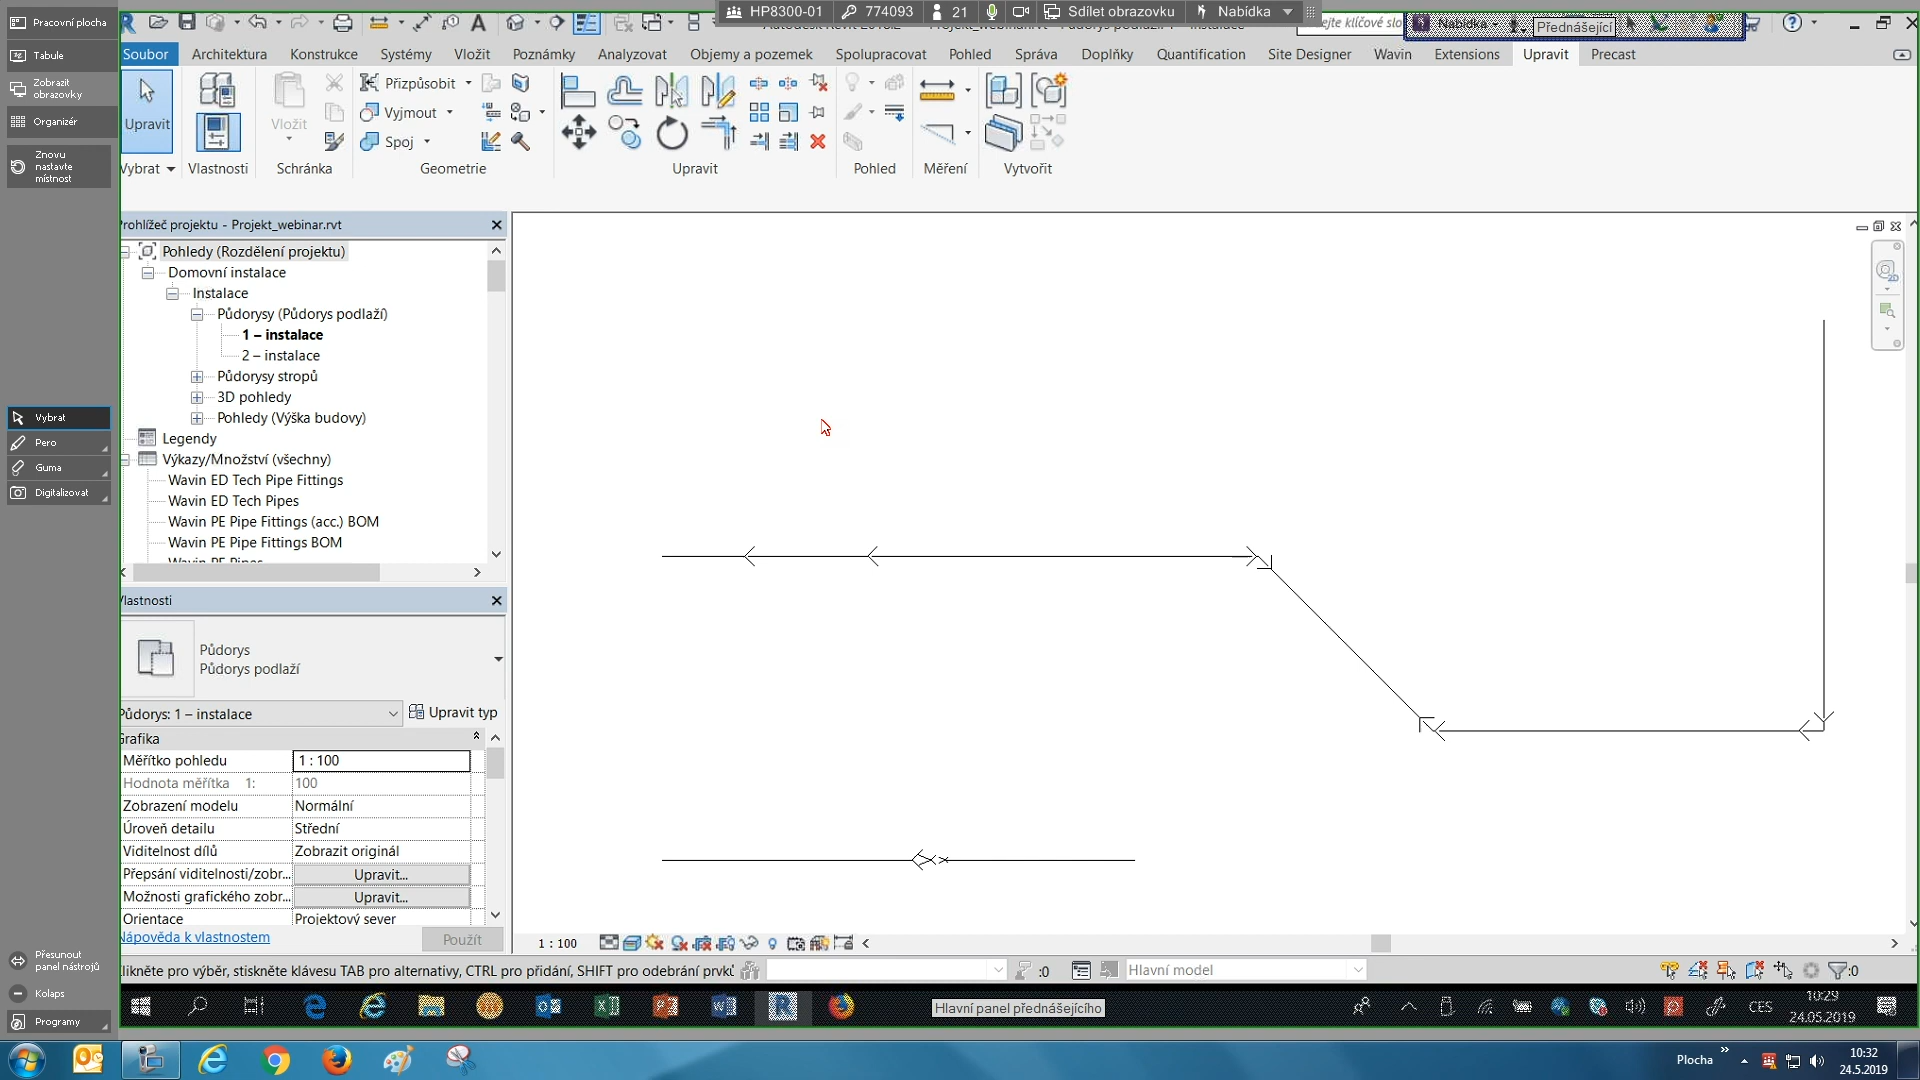 Pracovní plocha
Tabule
Zobrazit
obrazovky
Organizér
Znovu
nastavte
místnost
Vybrat
Pero
Guma
Digitalizovat
Přesunout
panel nástrojů
Kolaps
Programy
HP8300-01
774093
21
Sdílet obrazovku
Nabídka
Nabídka
Přednášející
Soubor
Architektura
Konstrukce
Systémy
Vložit
Poznámky
Analyzovat
Objemy a pozemek
Spolupracovat
Pohled
Správa
Doplňky
Quantification
Site Designer
Wavin
Extensions
Upravit
Precast
Upravit
Vložit
Přizpůsobit
Vyjmout
Spoj
Vybrat
Vlastnosti
Schránka
Geometrie
Upravit
Pohled
Měření
Vytvořit
Prohlížeč projektu - Projekt_webinar.rvt
Pohledy (Rozdělení projektu)
Domovní instalace
Instalace
Půdorysy (Půdorys podlaží)
1 – instalace
2 – instalace
Půdorysy stropů
3D pohledy
Pohledy (Výška budovy)
Legendy
Výkazy/Množství (všechny)
Wavin ED Tech Pipe Fittings
Wavin ED Tech Pipes
Wavin PE Pipe Fittings (acc.) BOM
Wavin PE Pipe Fittings BOM
Wavin PE Pipes
Vlastnosti
Půdorys
Půdorys podlaží
Půdorys: 1 – instalace
Upravit typ
Grafika
Měřítko pohledu 1 : 100
Hodnota měřítka 1: 100
Zobrazení modelu Normální
Úroveň detailu Střední
Viditelnost dílů Zobrazit originál
Přepsání viditelnosti/zobr... Upravit...
Možnosti grafického zobr... Upravit...
Orientace Projektový sever
Nápověda k vlastnostem
Použít
1 : 100
2D
likněte pro výběr, stiskněte klávesu TAB pro alternativy, CTRL pro přidání, SHIFT pro odebrání prvků
:0
Hlavní model
:0
Hlavní panel přednášejícího
CES
10:29
24.05.2019
Plocha
10:32
24.5.2019